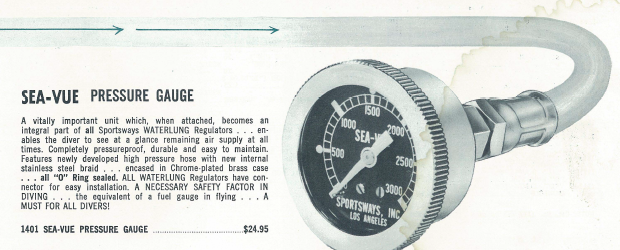 SEA-VUE PRESSURE GAUGE
A vitally important unit which, when attached, becomes an
integral part of all Sportsways WATERLUNG Regulators . . . en-
ables the diver to see at a glance remaining air supply at all
times. Completely pressureproof, durable and easy to maintain.
Features newly developed high pressure hose with new internal
stainless steel braid . . . encased in Chrome-plated brass case
. . . all "O" Ring sealed. ALL WATERLUNG Regulators have con-
nector for easy installation. A NECESSARY SAFETY FACTOR IN
DIVING . . . the equivalent of a fuel gauge in flying . . . A
MUST FOR ALL DIVERS!
1401 SEA-VUE PRESSURE GAUGE ..............................$24.95
1500
1000
2000
SEA-VUE
500
2500
0
3000
SPORTSWAYS, INC.
LOS ANGELES